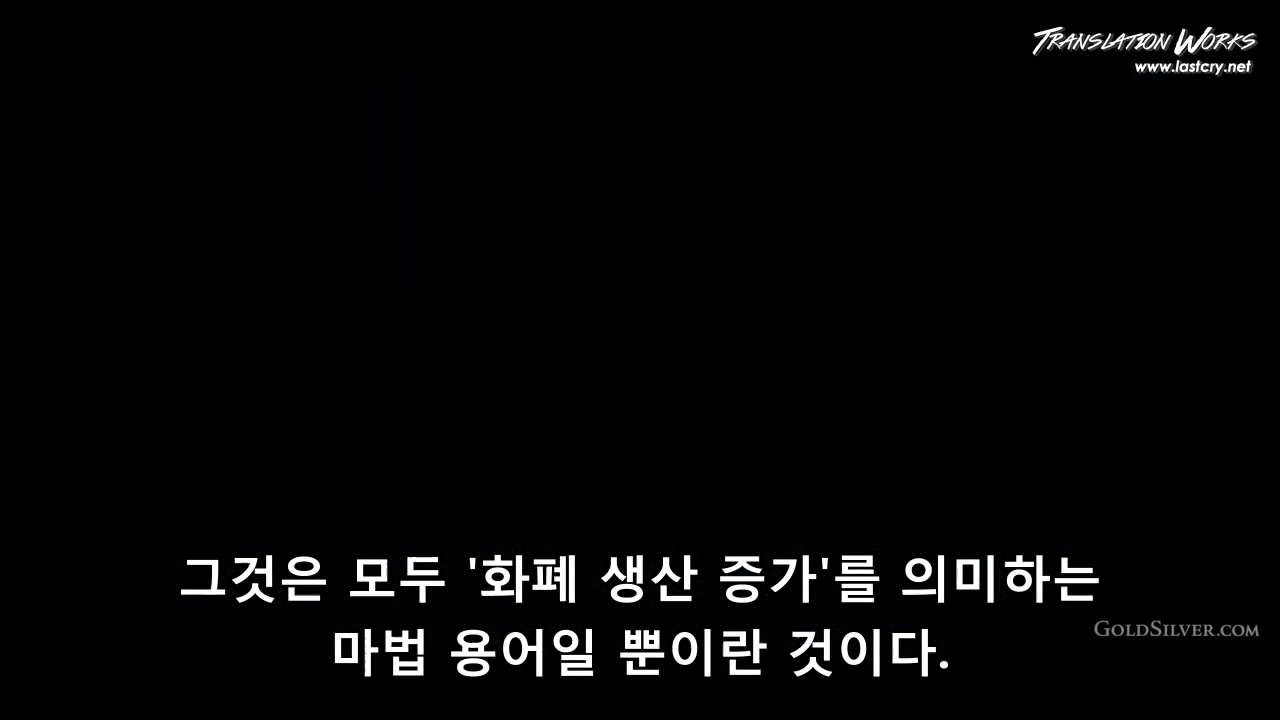 TRANSLATION WORKS
www.lastcry.net
그것은 모두 '화폐 생산 증가'를 의미하는
GOLDSILVER.COM
마법 용어일 뿐이란 것이다.